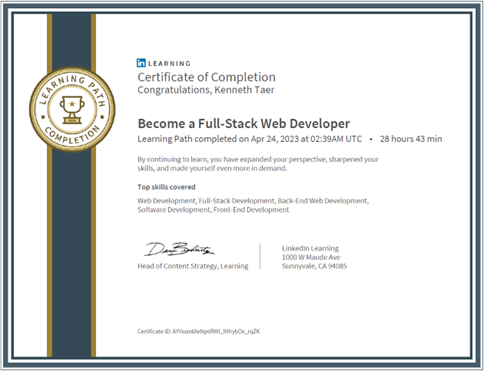 LEARNING PATH
COMPLETION
in LEARNING
Certificate of Completion
Congratulations, Kenneth Taer
Become a Full-Stack Web Developer
Learning Path completed on Apr 24, 2023 at 02:39AM UTC • 28 hours 43 min
By continuing to learn, you have expanded your perspective, sharpened your
skills, and made yourself even more in demand.
Top skills covered
Web Development, Full-Stack Development, Back-End Web Development,
Software Development, Front-End Development
Head of Content Strategy, Learning
LinkedIn Learning
1000 W Maude Ave
Sunnyvale, CA 94085
Certificate ID: